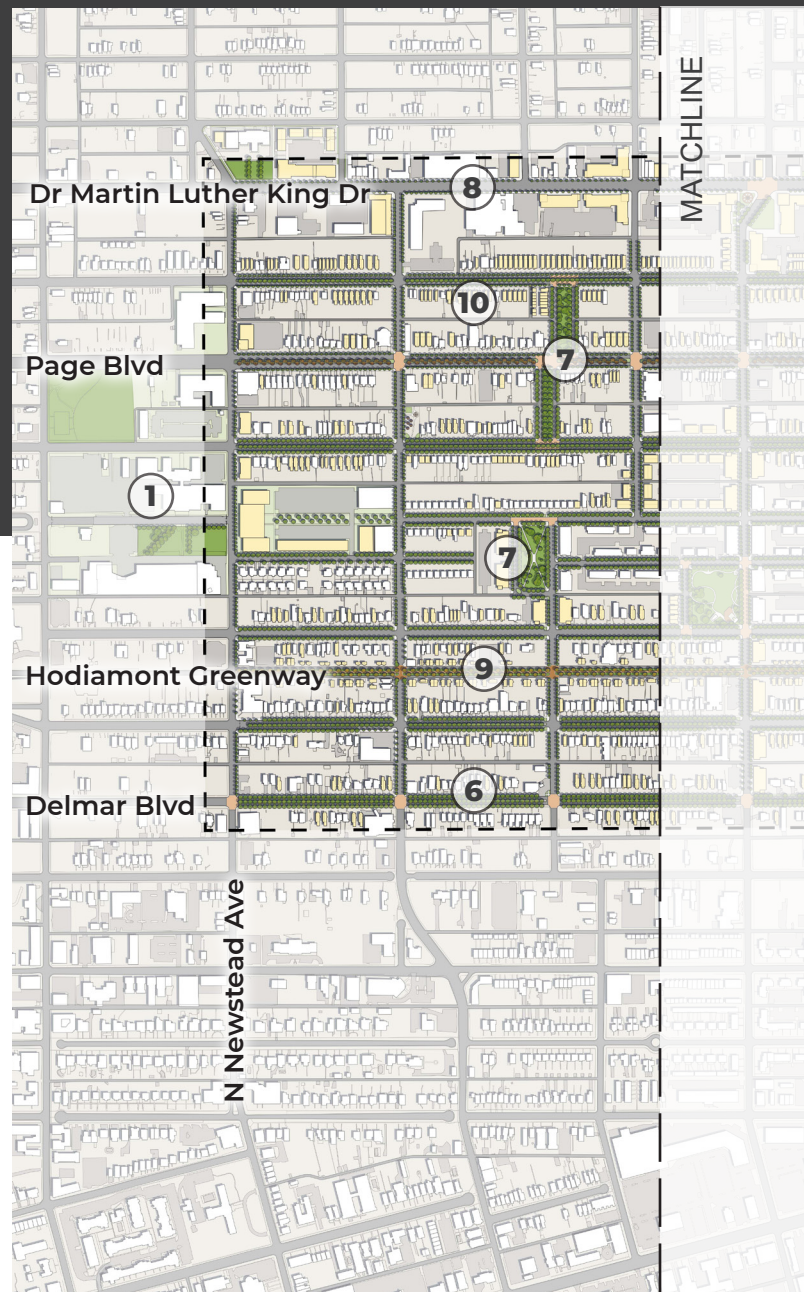 MATCHLINE
8
Dr Martin Luther King Dr
10
Page Blvd
7
1
7
Hodiamont Greenway
9
6
Delmar Blvd
N Newstead Ave